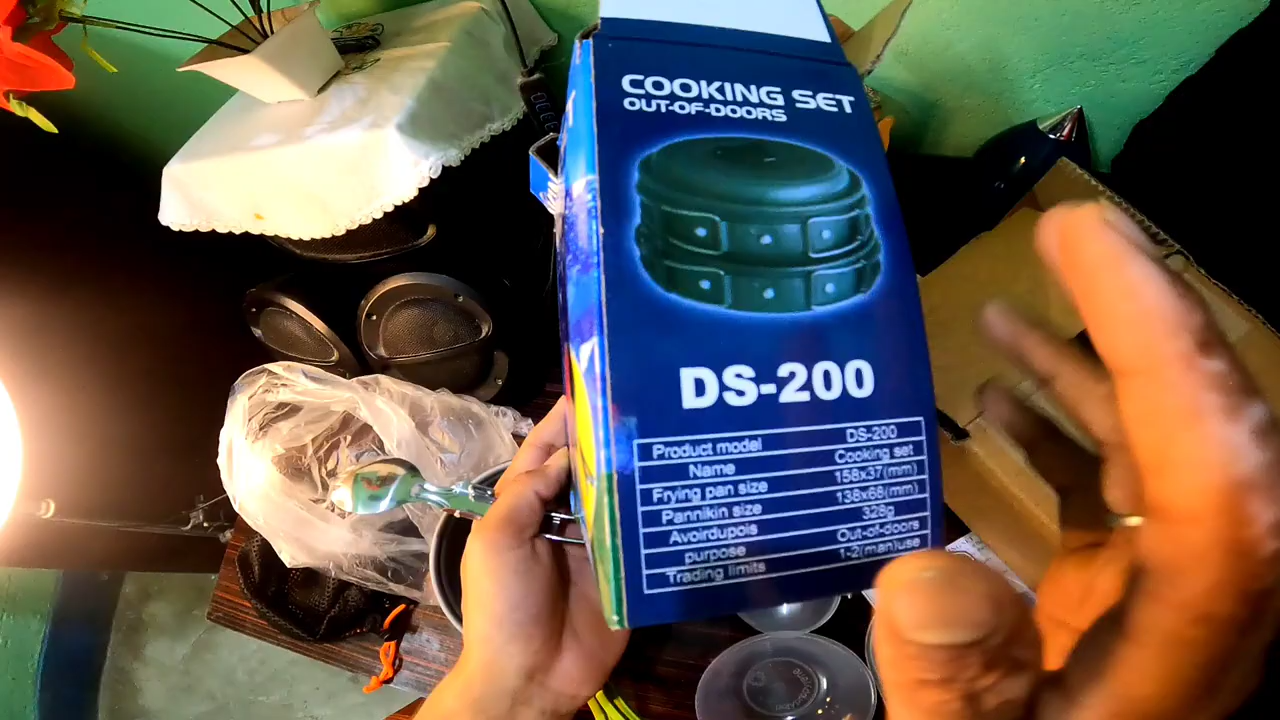 COOKING SET
OUT-OF-DOORS
DS-200
Product model DS-200
Name Cooking set
Frying pan size 158x37(mm)
Pannikin size 138x68(mm)
Avoirdupois 328g
purpose Out-of-doors
Trading limits 1-2(man)use